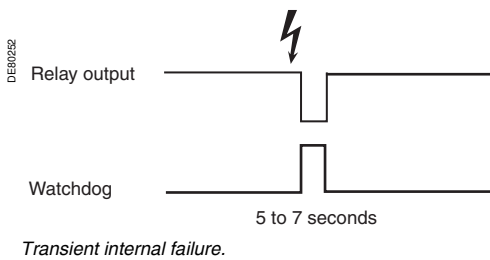 DE80252
Relay output
Watchdog
5 to 7 seconds
Transient internal failure.